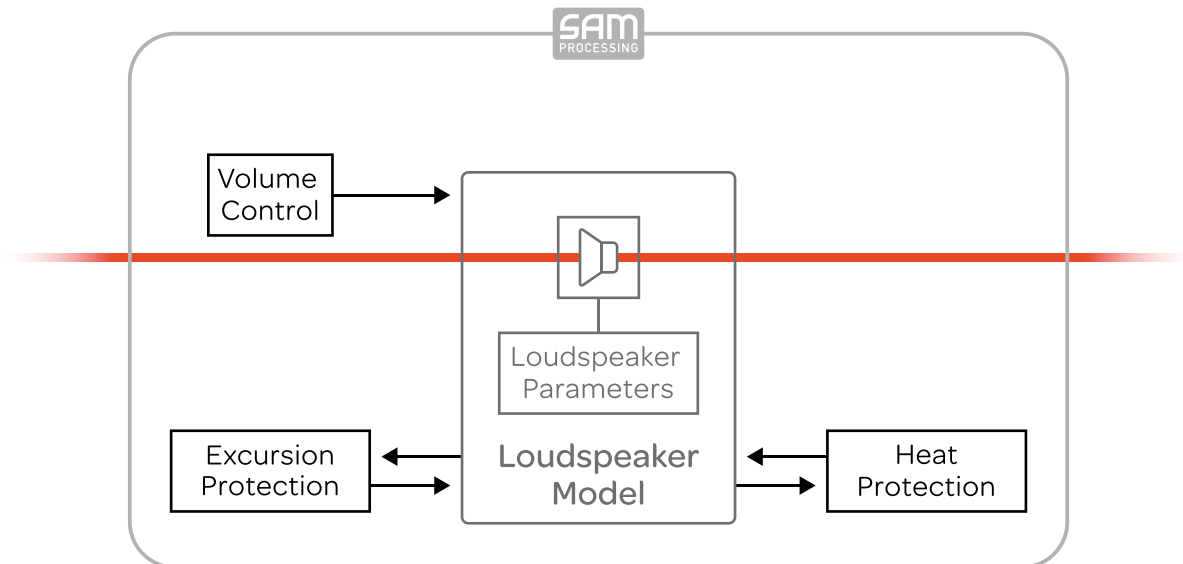 SAM
PROCESSING
Volume
Control
Loudspeaker
Parameters
Excursion
Protection
Loudspeaker
Model
Heat
Protection